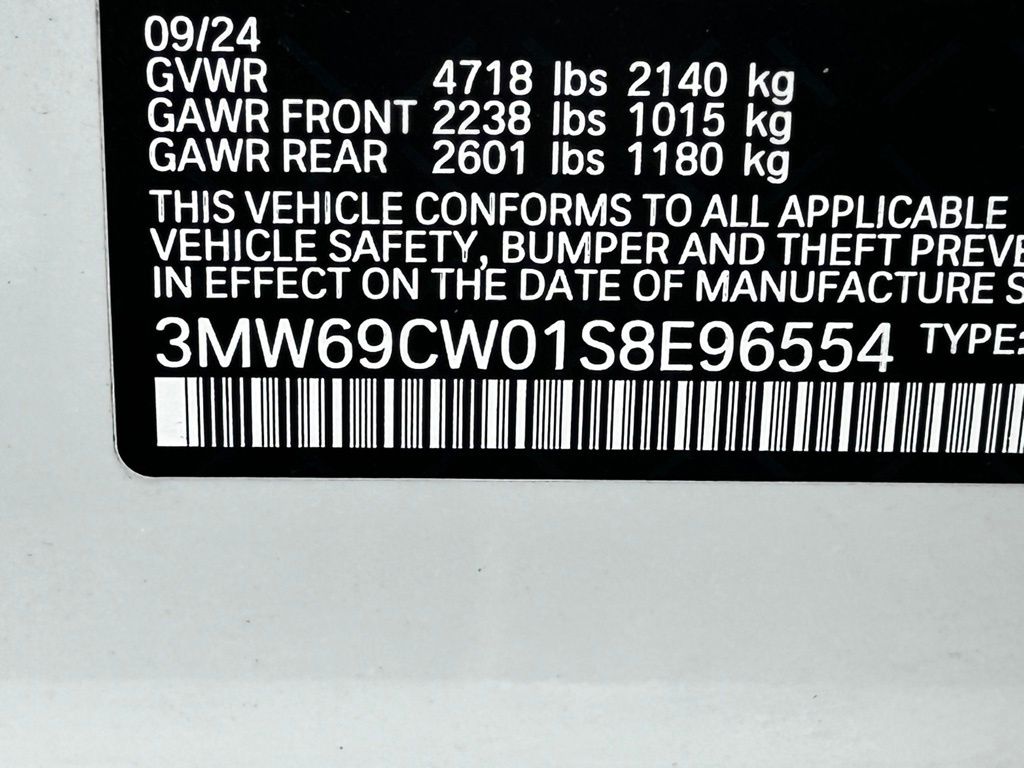 09/24
GVWR 4718 lbs 2140 kg
GAWR FRONT 2238 lbs 1015 kg
GAWR REAR 2601 lbs 1180 kg
THIS VEHICLE CONFORMS TO ALL APPLICABLE
VEHICLE SAFETY, BUMPER AND THEFT PREVE
IN EFFECT ON THE DATE OF MANUFACTURE S
3MW69CW01S8E96554 TYPE: